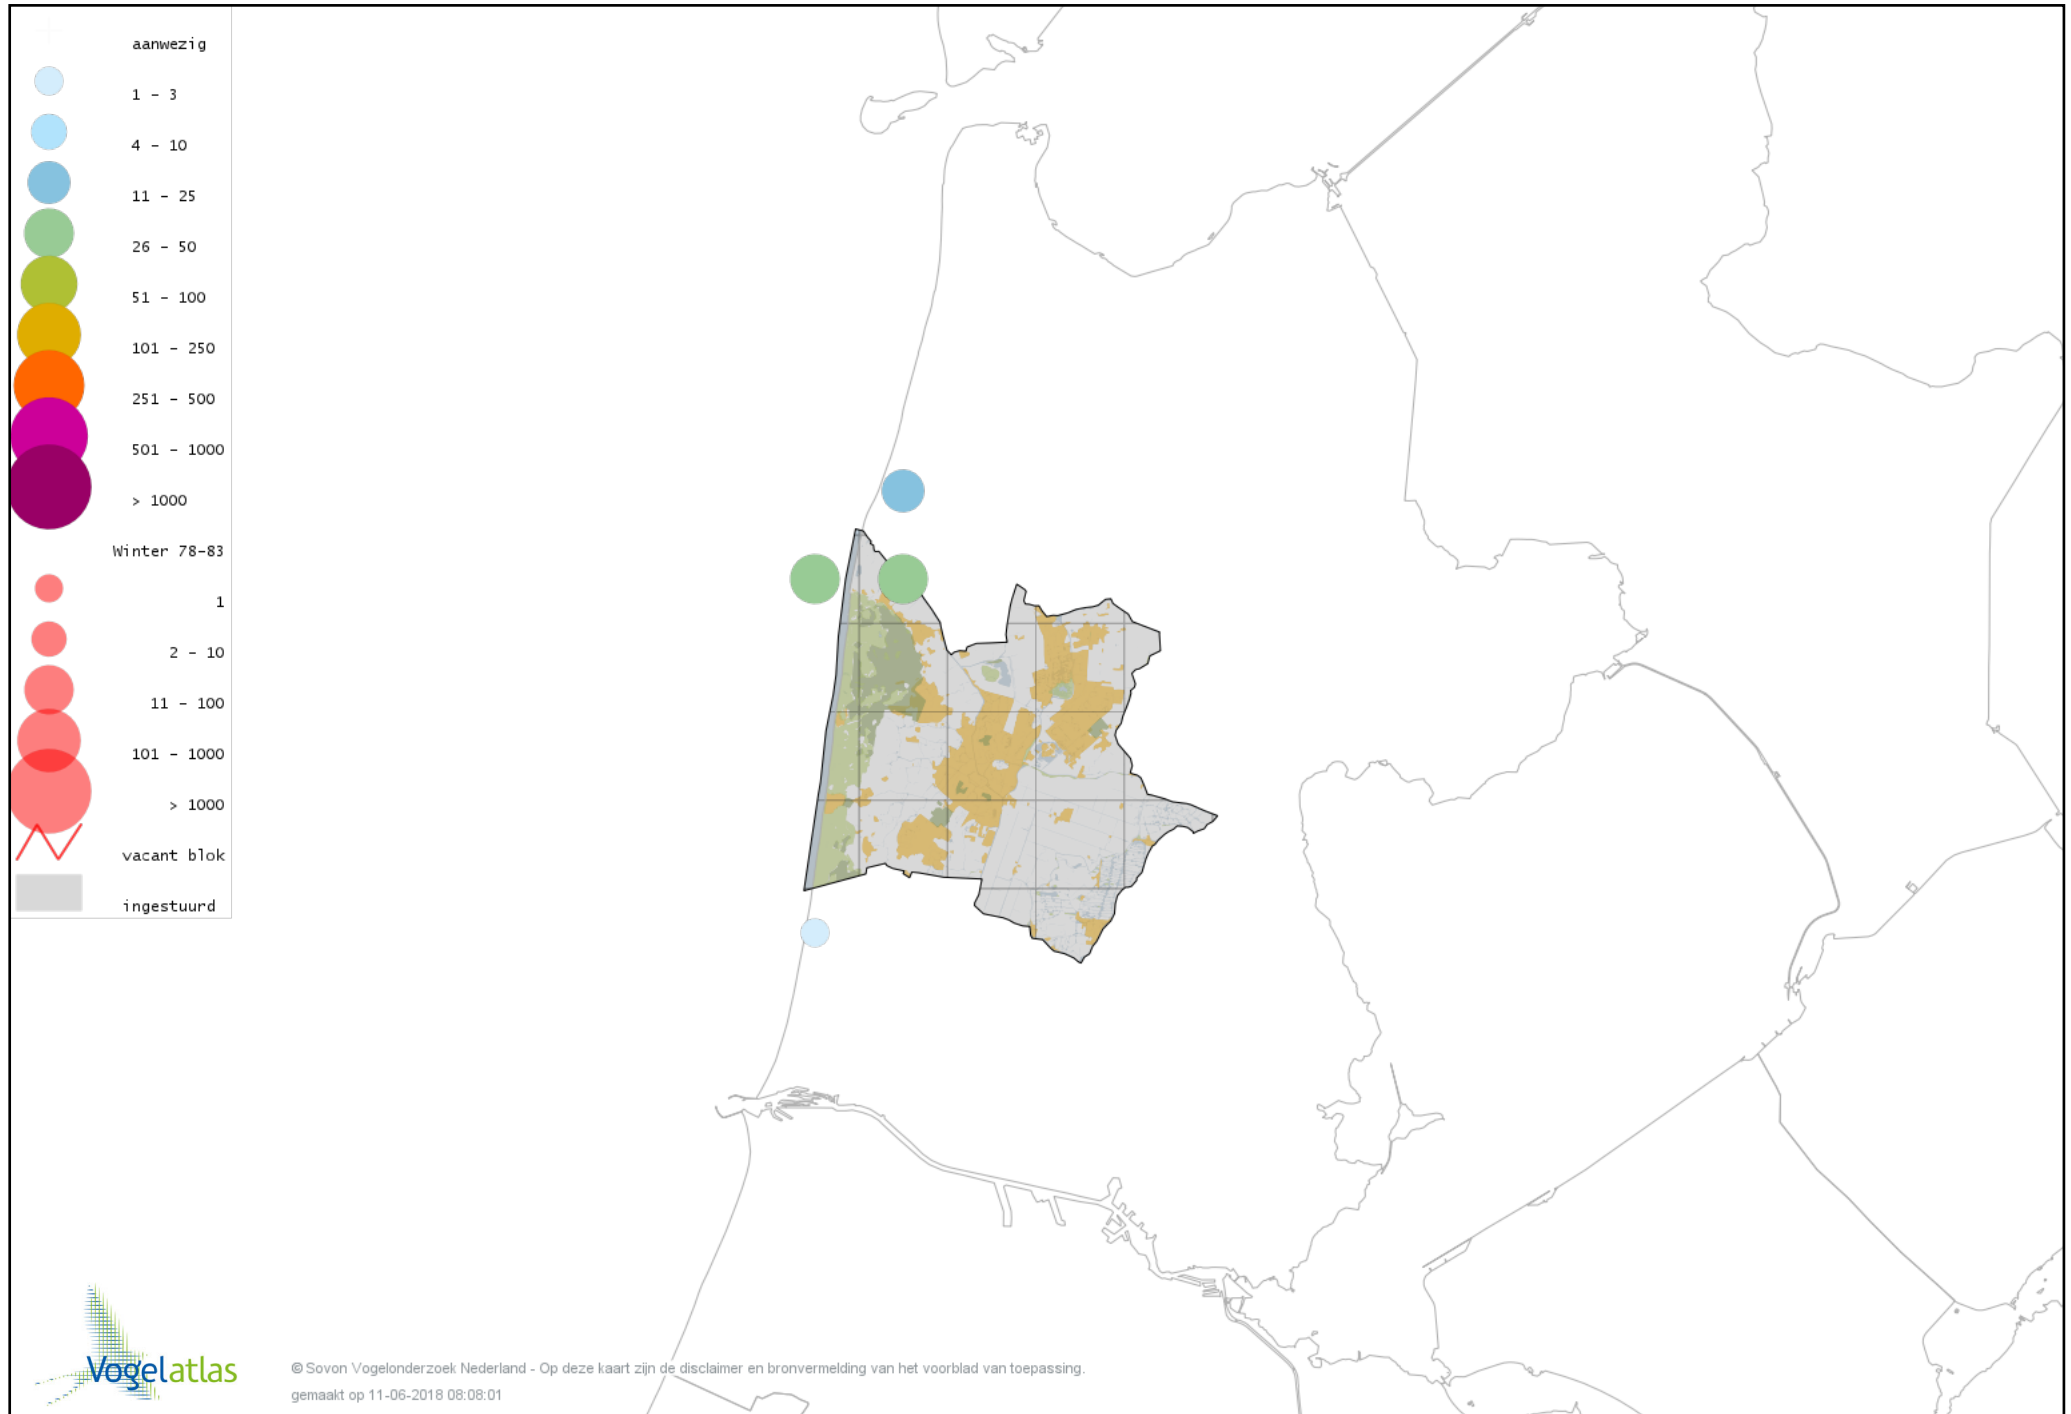 aanwezig
1 - 3
4 - 10
11 - 25
26 - 50
51 - 100
101 - 250
251 - 500
501 - 1000
> 1000
Winter 78-83
1
2 - 10
11 - 100
101 - 1000
> 1000
vacant blok
ingestuurd
Vogelatlas
© Sovon Vogelonderzoek Nederland - Op deze kaart zijn de disclaimer en bronvermelding van het voorblad van toepassing.
gemaakt op 11-06-2018 08:08:01